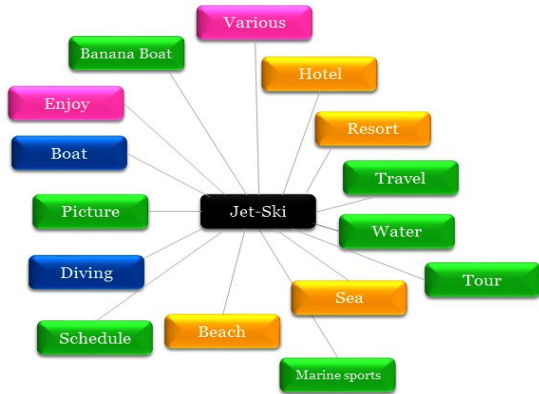 Various
Banana Boat
Hotel
Enjoy
Resort
Boat
Travel
Picture
Jet-Ski
Water
Diving
Tour
Sea
Schedule
Beach
Marine sports